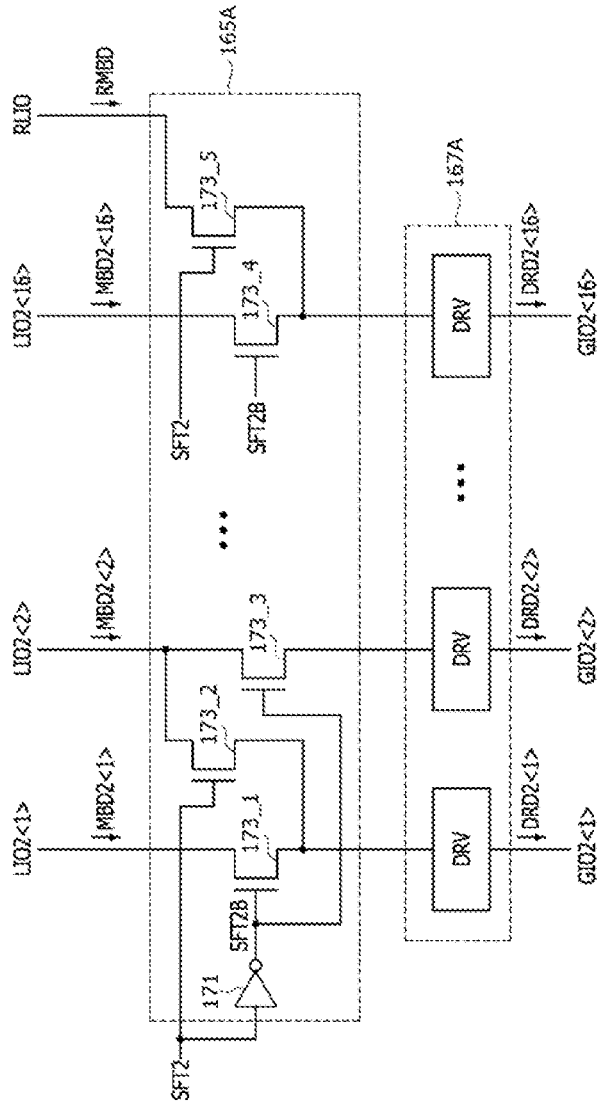 LIO2<1>
LIO2<2>
LIO2<16>
RLIO
MBD2<1>
MBD2<2>
MBD2<16>
RMBD
165A
SFT2
171
SFT2B
173_1
173_2
173_3
•••
SFT2
SFT2B
173_4
173_5
167A
DRV
DRV
•••
DRV
DRD2<1>
DRD2<2>
DRD2<16>
GIO2<1>
GIO2<2>
GIO2<16>